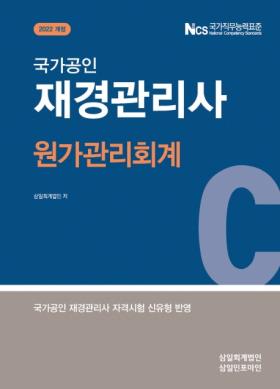 2022 개정
NCS 국가직무능력표준
National Competency Standards
국가공인
재경관리사
원가관리회계
삼일회계법인 저
C
국가공인 재경관리사 자격시험 신유형 반영
삼일회계법인
삼일인포마인